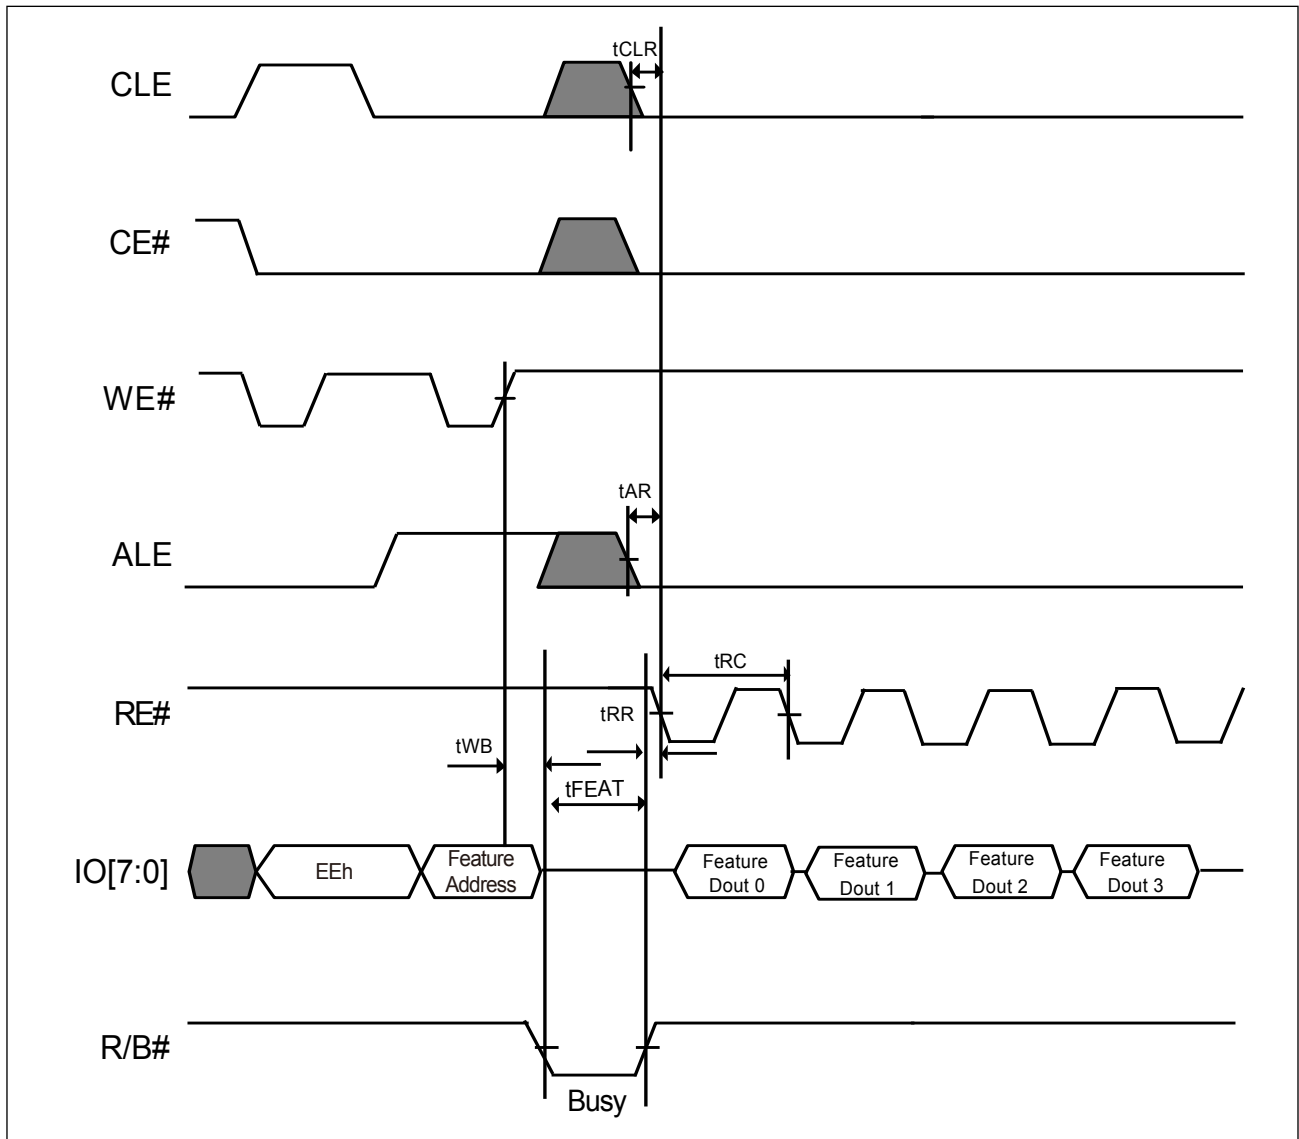 tCLR
CLE
CE#
WE#
tAR
ALE
tRC
RE#
tRR
tWB
tFEAT
IO[7:0]
EEh
Feature
Address
Feature
Dout 0
Feature
Dout 1
Feature
Dout 2
Feature
Dout 3
R/B#
Busy